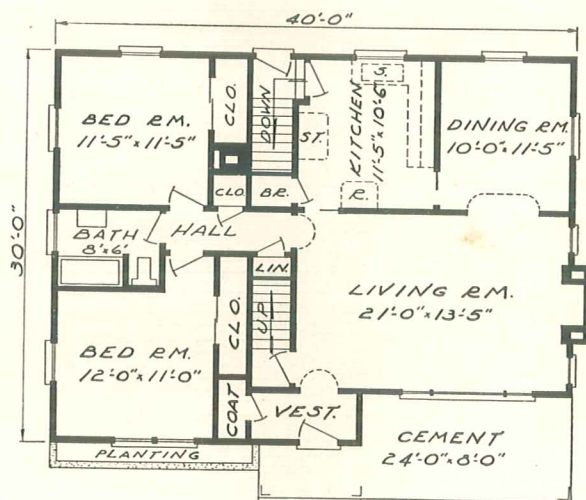 40'-0"
30'-0"
BED RM.
11'-5" x 11'-5"
CLO.
DOWN
ST.
KITCHEN
11'-5" x 10'-6"
S.
DINING RM.
10'-0" x 11'-5"
CLO
BR.
R.
BATH
8' x 6'
HALL
LIN.
LIVING RM.
21'-0" x 13'-5"
UP
CLO.
BED RM.
12'-0" x 11'-0"
COAT
VEST.
CEMENT
24'-0" x 8'-0"
PLANTING